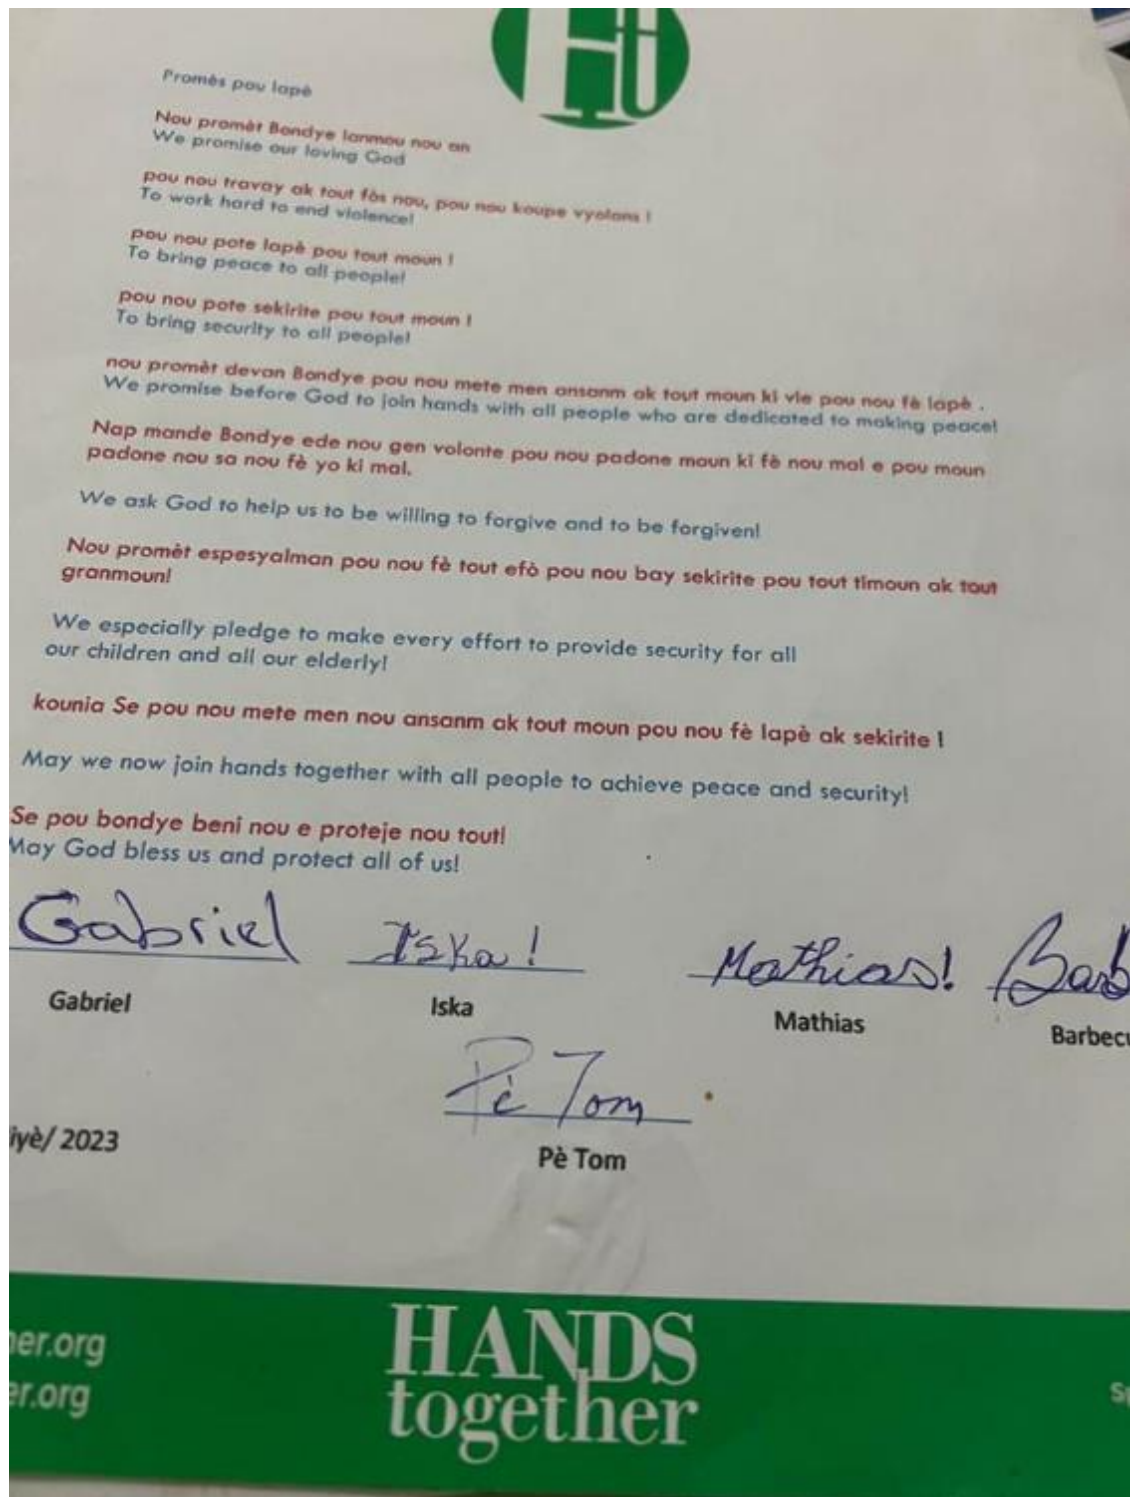 Ht
Promès pou lapè
Nou promèt Bondye lanmou nou an
We promise our loving God
pou nou travay ak tout fòs nou, pou nou koupe vyolans !
To work hard to end violence!
pou nou pote lapè pou tout moun !
To bring peace to all people!
pou nou pote sekirite pou tout moun !
To bring security to all people!
nou promèt devan Bondye pou nou mete men ansanm ak tout moun ki vle pou nou fè lapè .
We promise before God to join hands with all people who are dedicated to making peace!
Nap mande Bondye ede nou gen volonte pou nou padone moun ki fè nou mal e pou moun
padone nou sa nou fè yo ki mal.
We ask God to help us to be willing to forgive and to be forgiven!
Nou promèt espesyalman pou nou fè tout efò pou nou bay sekirite pou tout timoun ak tout
granmoun!
We especially pledge to make every effort to provide security for all
our children and all our elderly!
kounia Se pou nou mete men nou ansanm ak tout moun pou nou fè lapè ak sekirite !
May we now join hands together with all people to achieve peace and security!
Se pou bondye beni nou e proteje nou tout!
May God bless us and protect all of us!
Gabriel Iska! Mathias! Barb
Gabriel Iska Mathias Barbecu
Pè Tom
iyè/ 2023 Pè Tom
HANDS
together
er.org
er.org